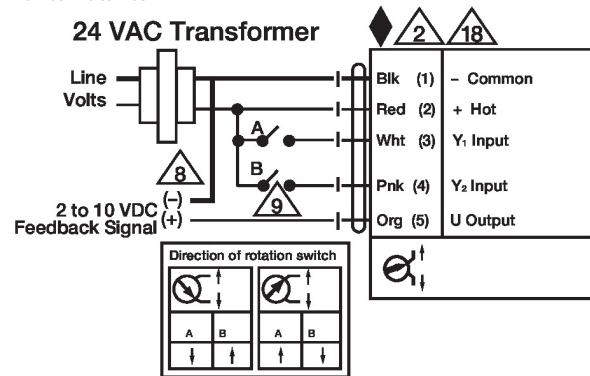 24 VAC Transformer
2
18
Line
Volts
Blk (1) – Common
Red (2) + Hot
A
Wht (3) Y₁ Input
8
B
Pnk (4) Y₂ Input
9
2 to 10 VDC (–)
Feedback Signal (+)
Org (5) U Output
Direction of rotation switch
A B A B